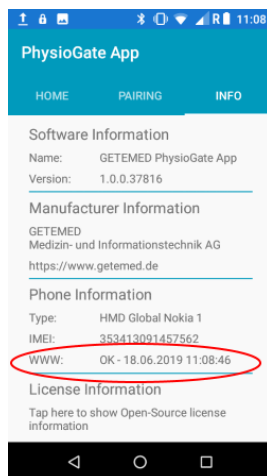 R 11:08
PhysioGate App
HOME PAIRING INFO
Software Information
Name: GETEMED PhysioGate App
Version: 1.0.0.37816
Manufacturer Information
GETEMED
Medizin- und Informationstechnik AG
https://www.getemed.de
Phone Information
Type: HMD Global Nokia 1
IMEI: 353413091457562
WWW: OK - 18.06.2019 11:08:46
License Information
Tap here to show Open-Source license
information